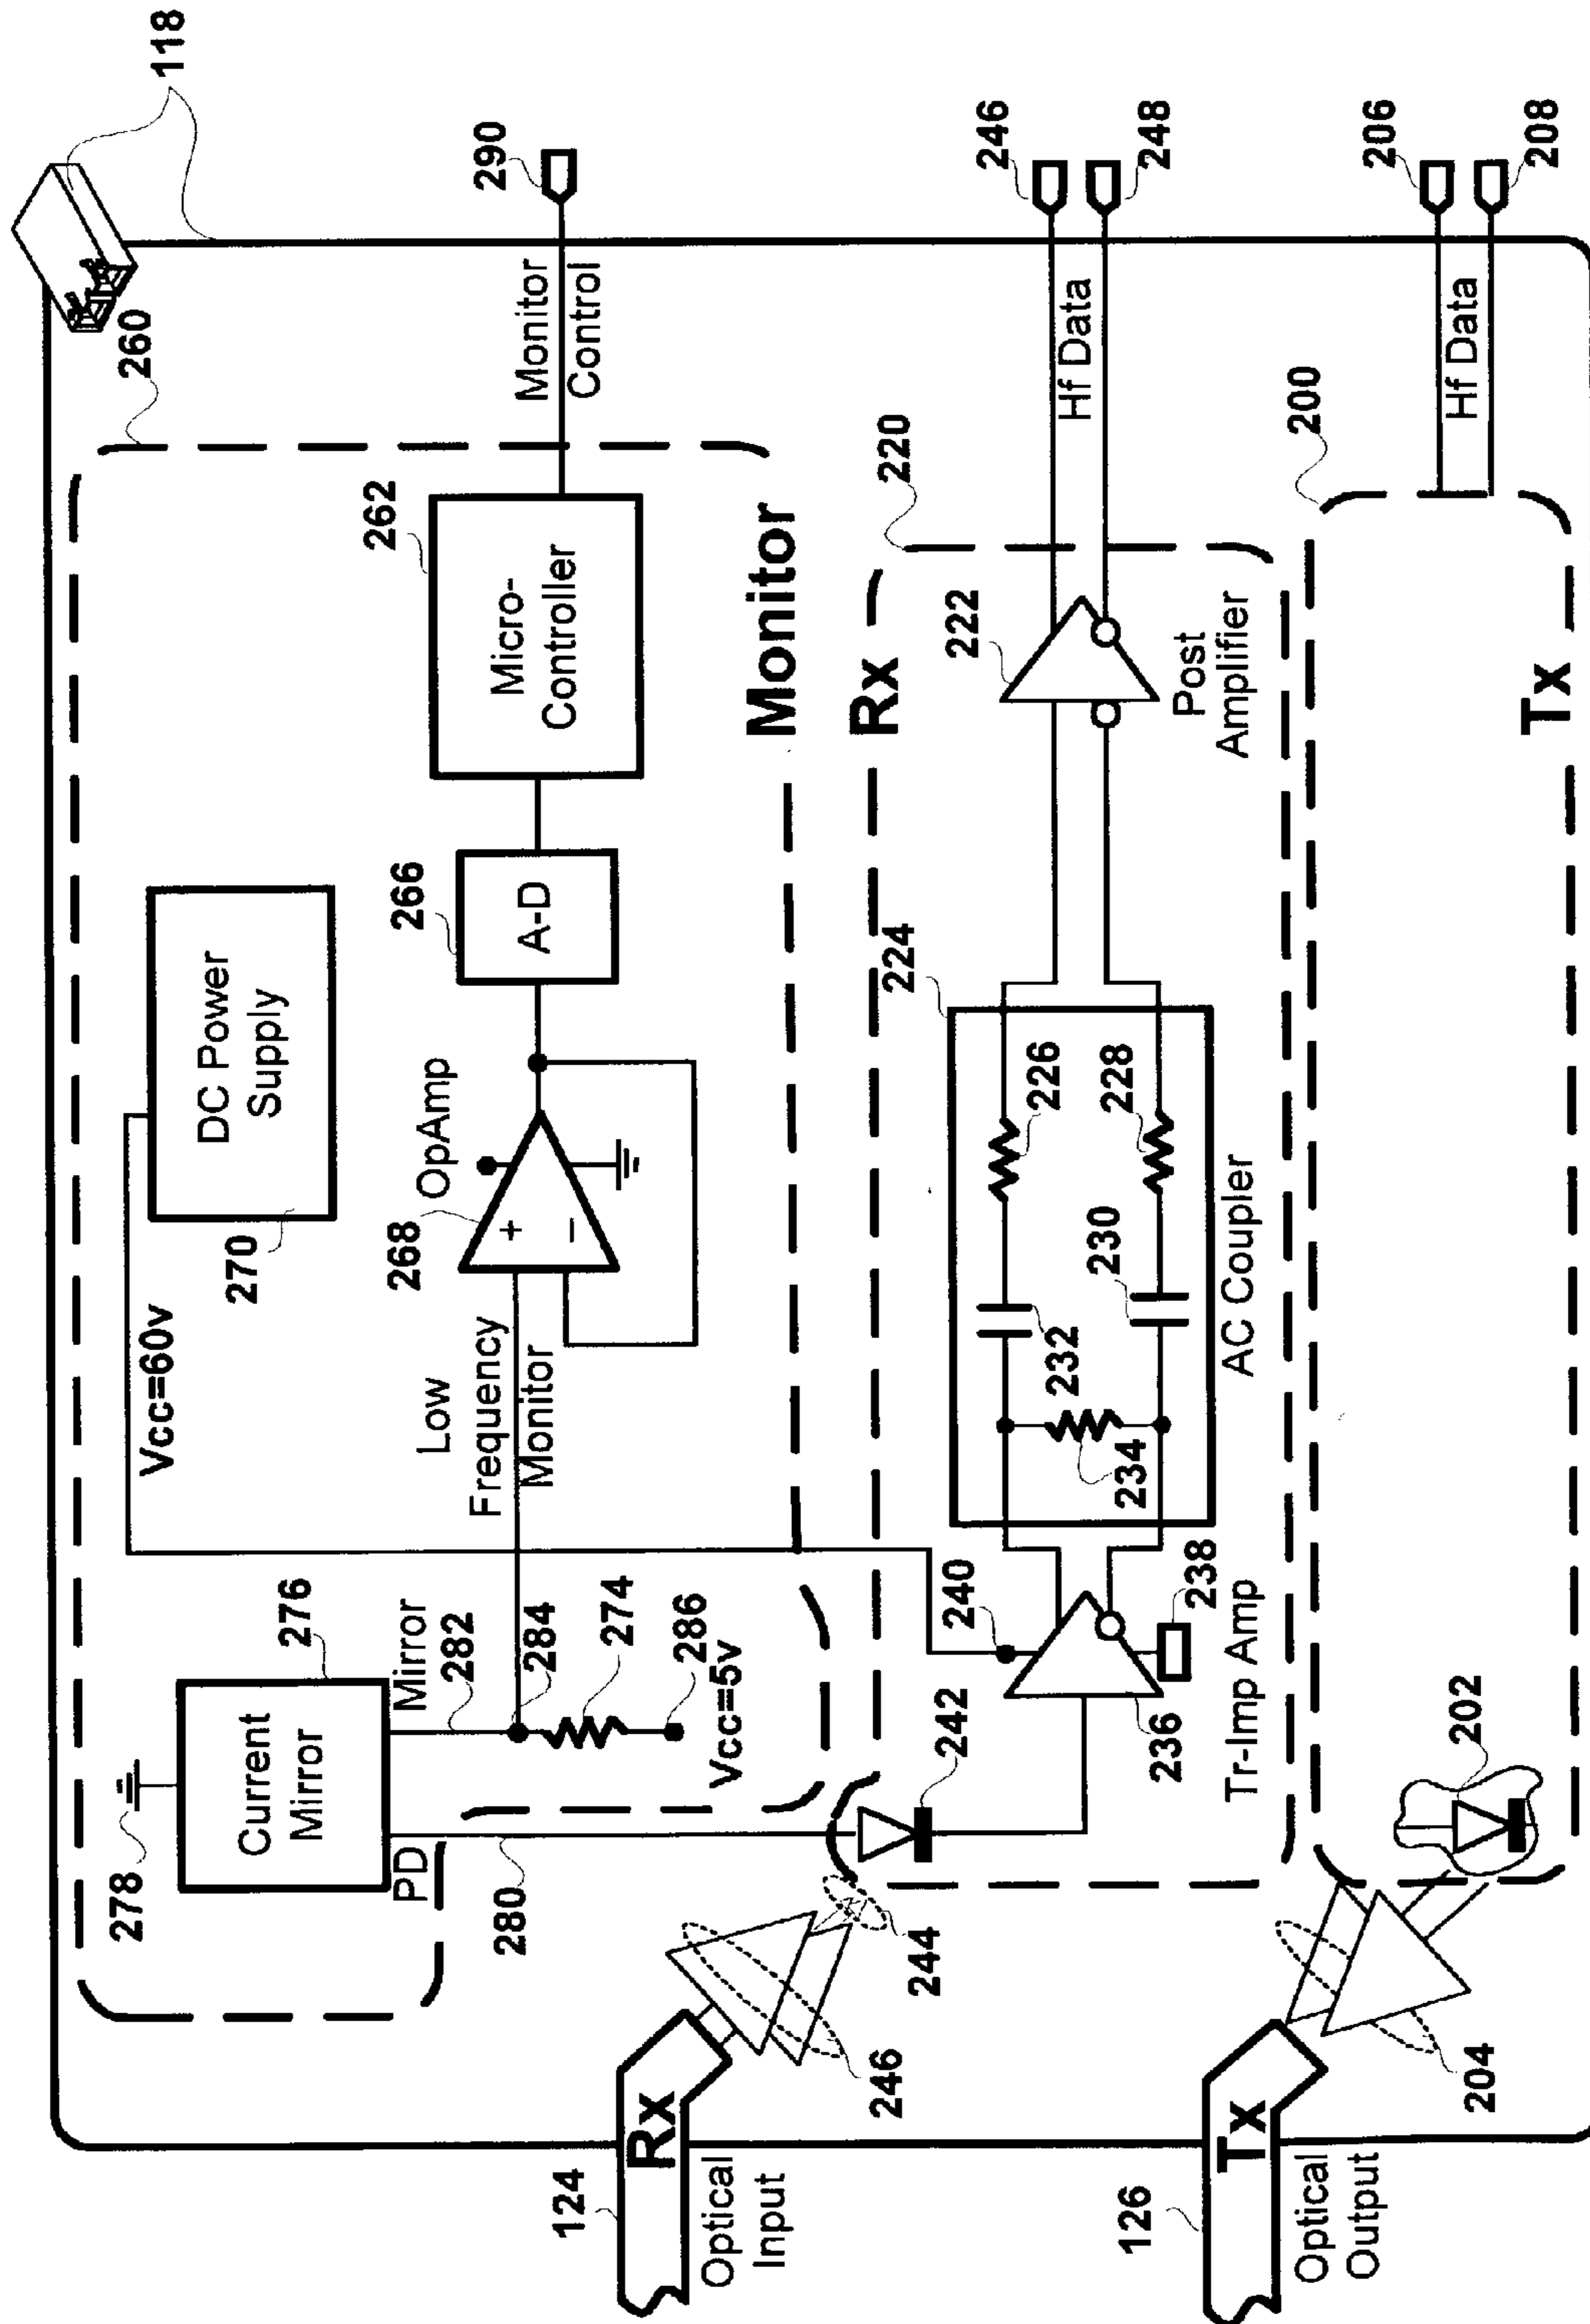 118
260
Vcc=60v
DC Power
Supply
270
278
Current
Mirror
276
PD
280
Mirror
282
284
274
286
Vcc=5v
Low
Frequency
Monitor
268
+
−
OpAmp
266
A-D
262
Micro-
Controller
Monitor
Control
290
Monitor
Rx
220
222
Post
Amplifier
Hf Data
246
248
224
226
228
230
232
234
AC Coupler
240
238
236
Tr-Imp Amp
242
244
246
124
Rx
Optical
Input
200
Tx
Hf Data
206
208
202
204
126
Tx
Optical
Output